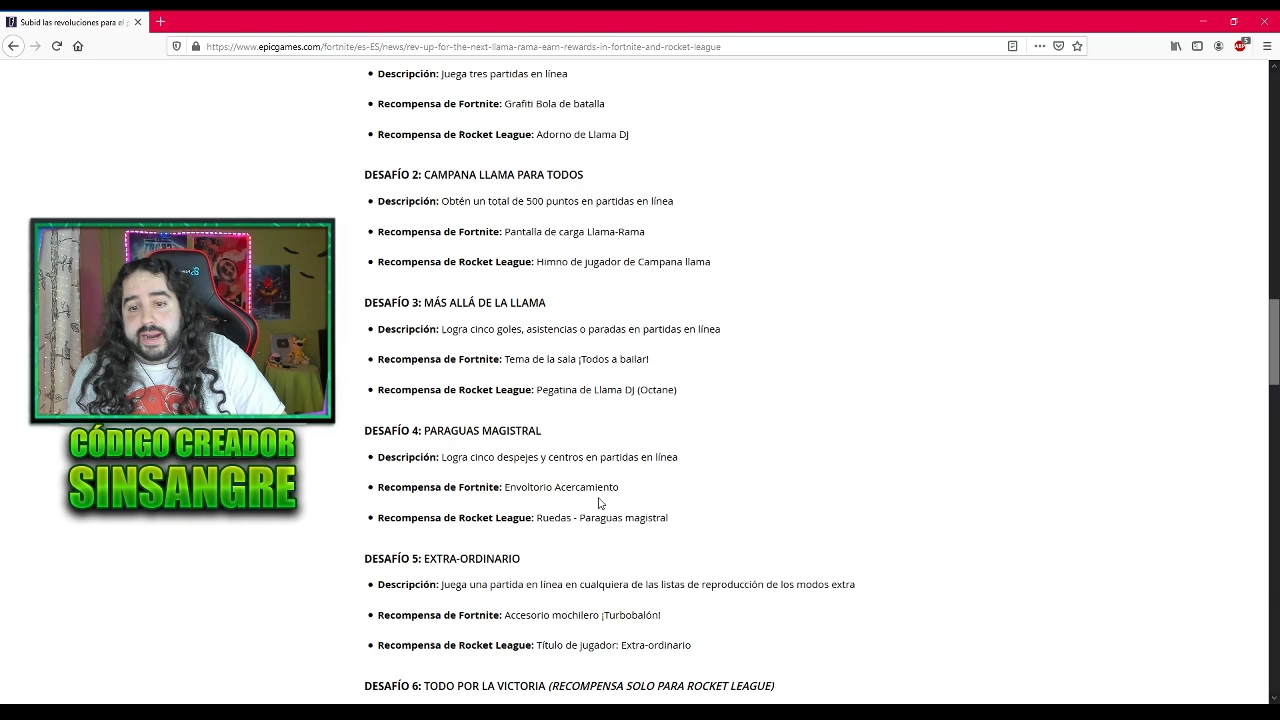 Subid las revoluciones para el p
https://www.epicgames.com/fortnite/es-ES/news/rev-up-for-the-next-llama-rama-earn-rewards-in-fortnite-and-rocket-league
Descripción: Juega tres partidas en línea
Recompensa de Fortnite: Grafiti Bola de batalla
Recompensa de Rocket League: Adorno de Llama DJ
DESAFÍO 2: CAMPANA LLAMA PARA TODOS
Descripción: Obtén un total de 500 puntos en partidas en línea
Recompensa de Fortnite: Pantalla de carga Llama-Rama
Recompensa de Rocket League: Himno de jugador de Campana llama
DESAFÍO 3: MÁS ALLÁ DE LA LLAMA
Descripción: Logra cinco goles, asistencias o paradas en partidas en línea
Recompensa de Fortnite: Tema de la sala ¡Todos a bailar!
Recompensa de Rocket League: Pegatina de Llama DJ (Octane)
DESAFÍO 4: PARAGUAS MAGISTRAL
Descripción: Logra cinco despejes y centros en partidas en línea
Recompensa de Fortnite: Envoltorio Acercamiento
Recompensa de Rocket League: Ruedas - Paraguas magistral
DESAFÍO 5: EXTRA-ORDINARIO
Descripción: Juega una partida en línea en cualquiera de las listas de reproducción de los modos extra
Recompensa de Fortnite: Accesorio mochilero ¡Turbobalón!
Recompensa de Rocket League: Título de jugador: Extra-ordinario
DESAFÍO 6: TODO POR LA VICTORIA (RECOMPENSA SOLO PARA ROCKET LEAGUE)
CÓDIGO CREADOR
SINSANGRE